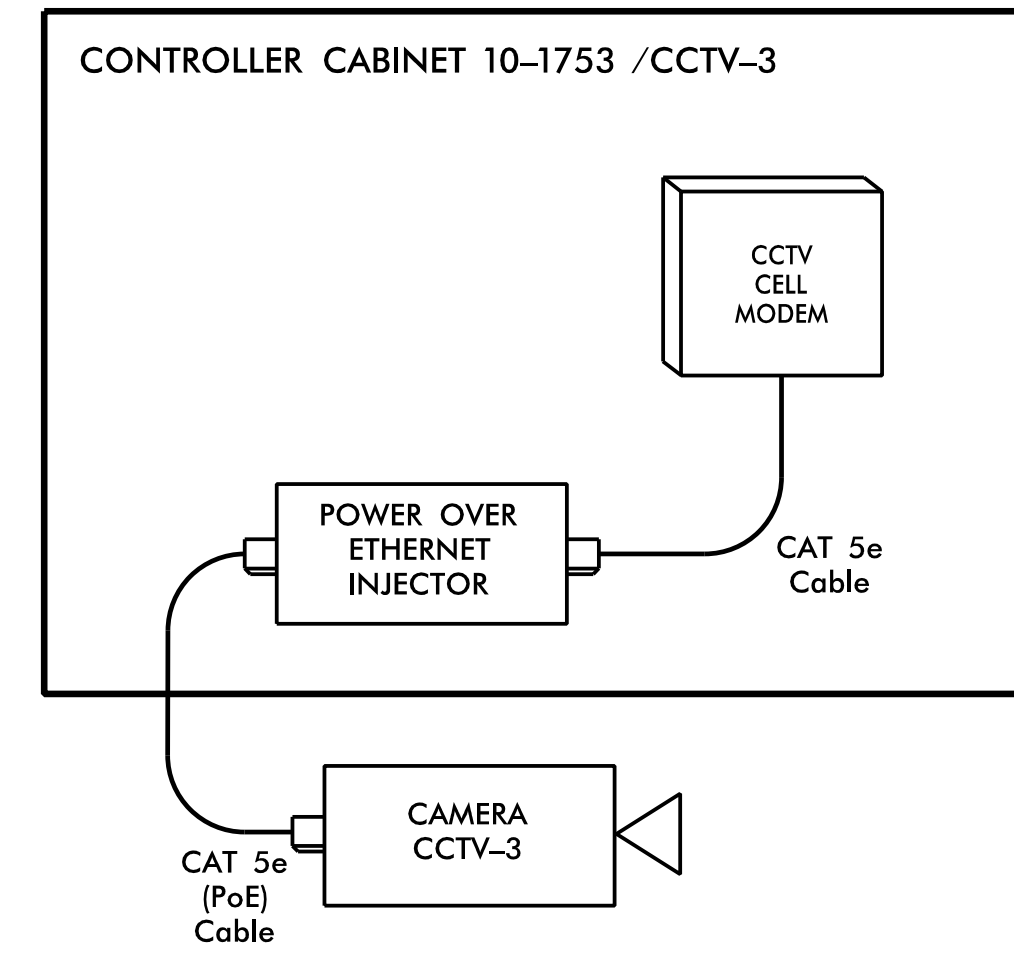 CONTROLLER CABINET 10–1753 /CCTV–3
CCTV
CELL
MODEM
POWER OVER
ETHERNET
INJECTOR
CAT 5e
Cable
CAMERA
CCTV–3
CAT 5e
(PoE)
Cable